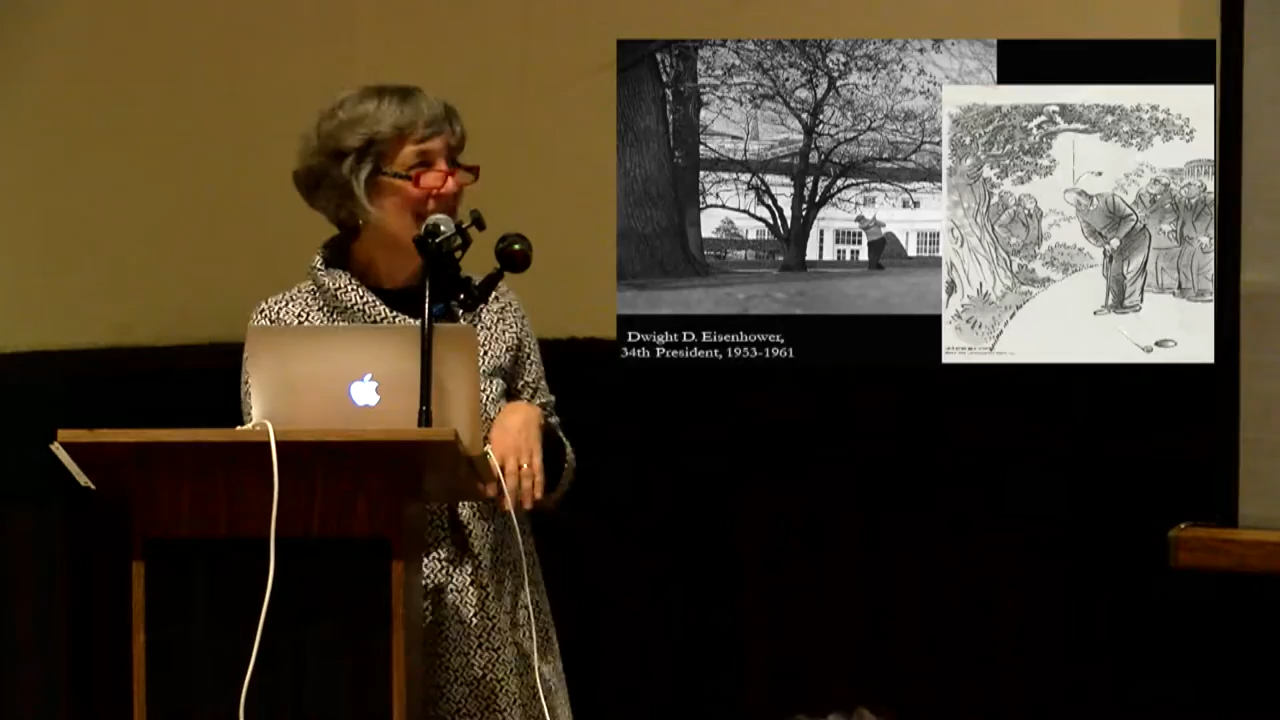 Dwight D. Eisenhower,
34th President, 1953-1961